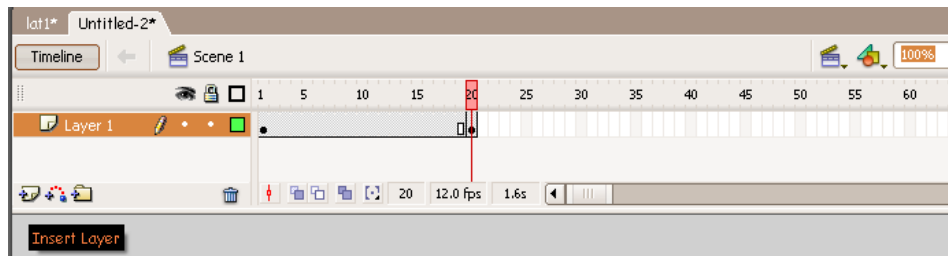 lat1* Untitled-2*
Timeline Scene 1 100%
1 5 10 15 20 25 30 35 40 45 50 55 60
Layer 1
20 12.0 fps 1.6s
Insert Layer